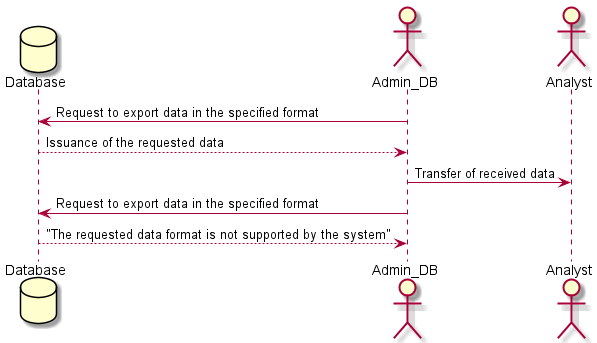 Database Admin_DB Analyst
Request to export data in the specified format
Issuance of the requested data
Transfer of received data
Request to export data in the specified format
"The requested data format is not supported by the system"
Database Admin_DB Analyst